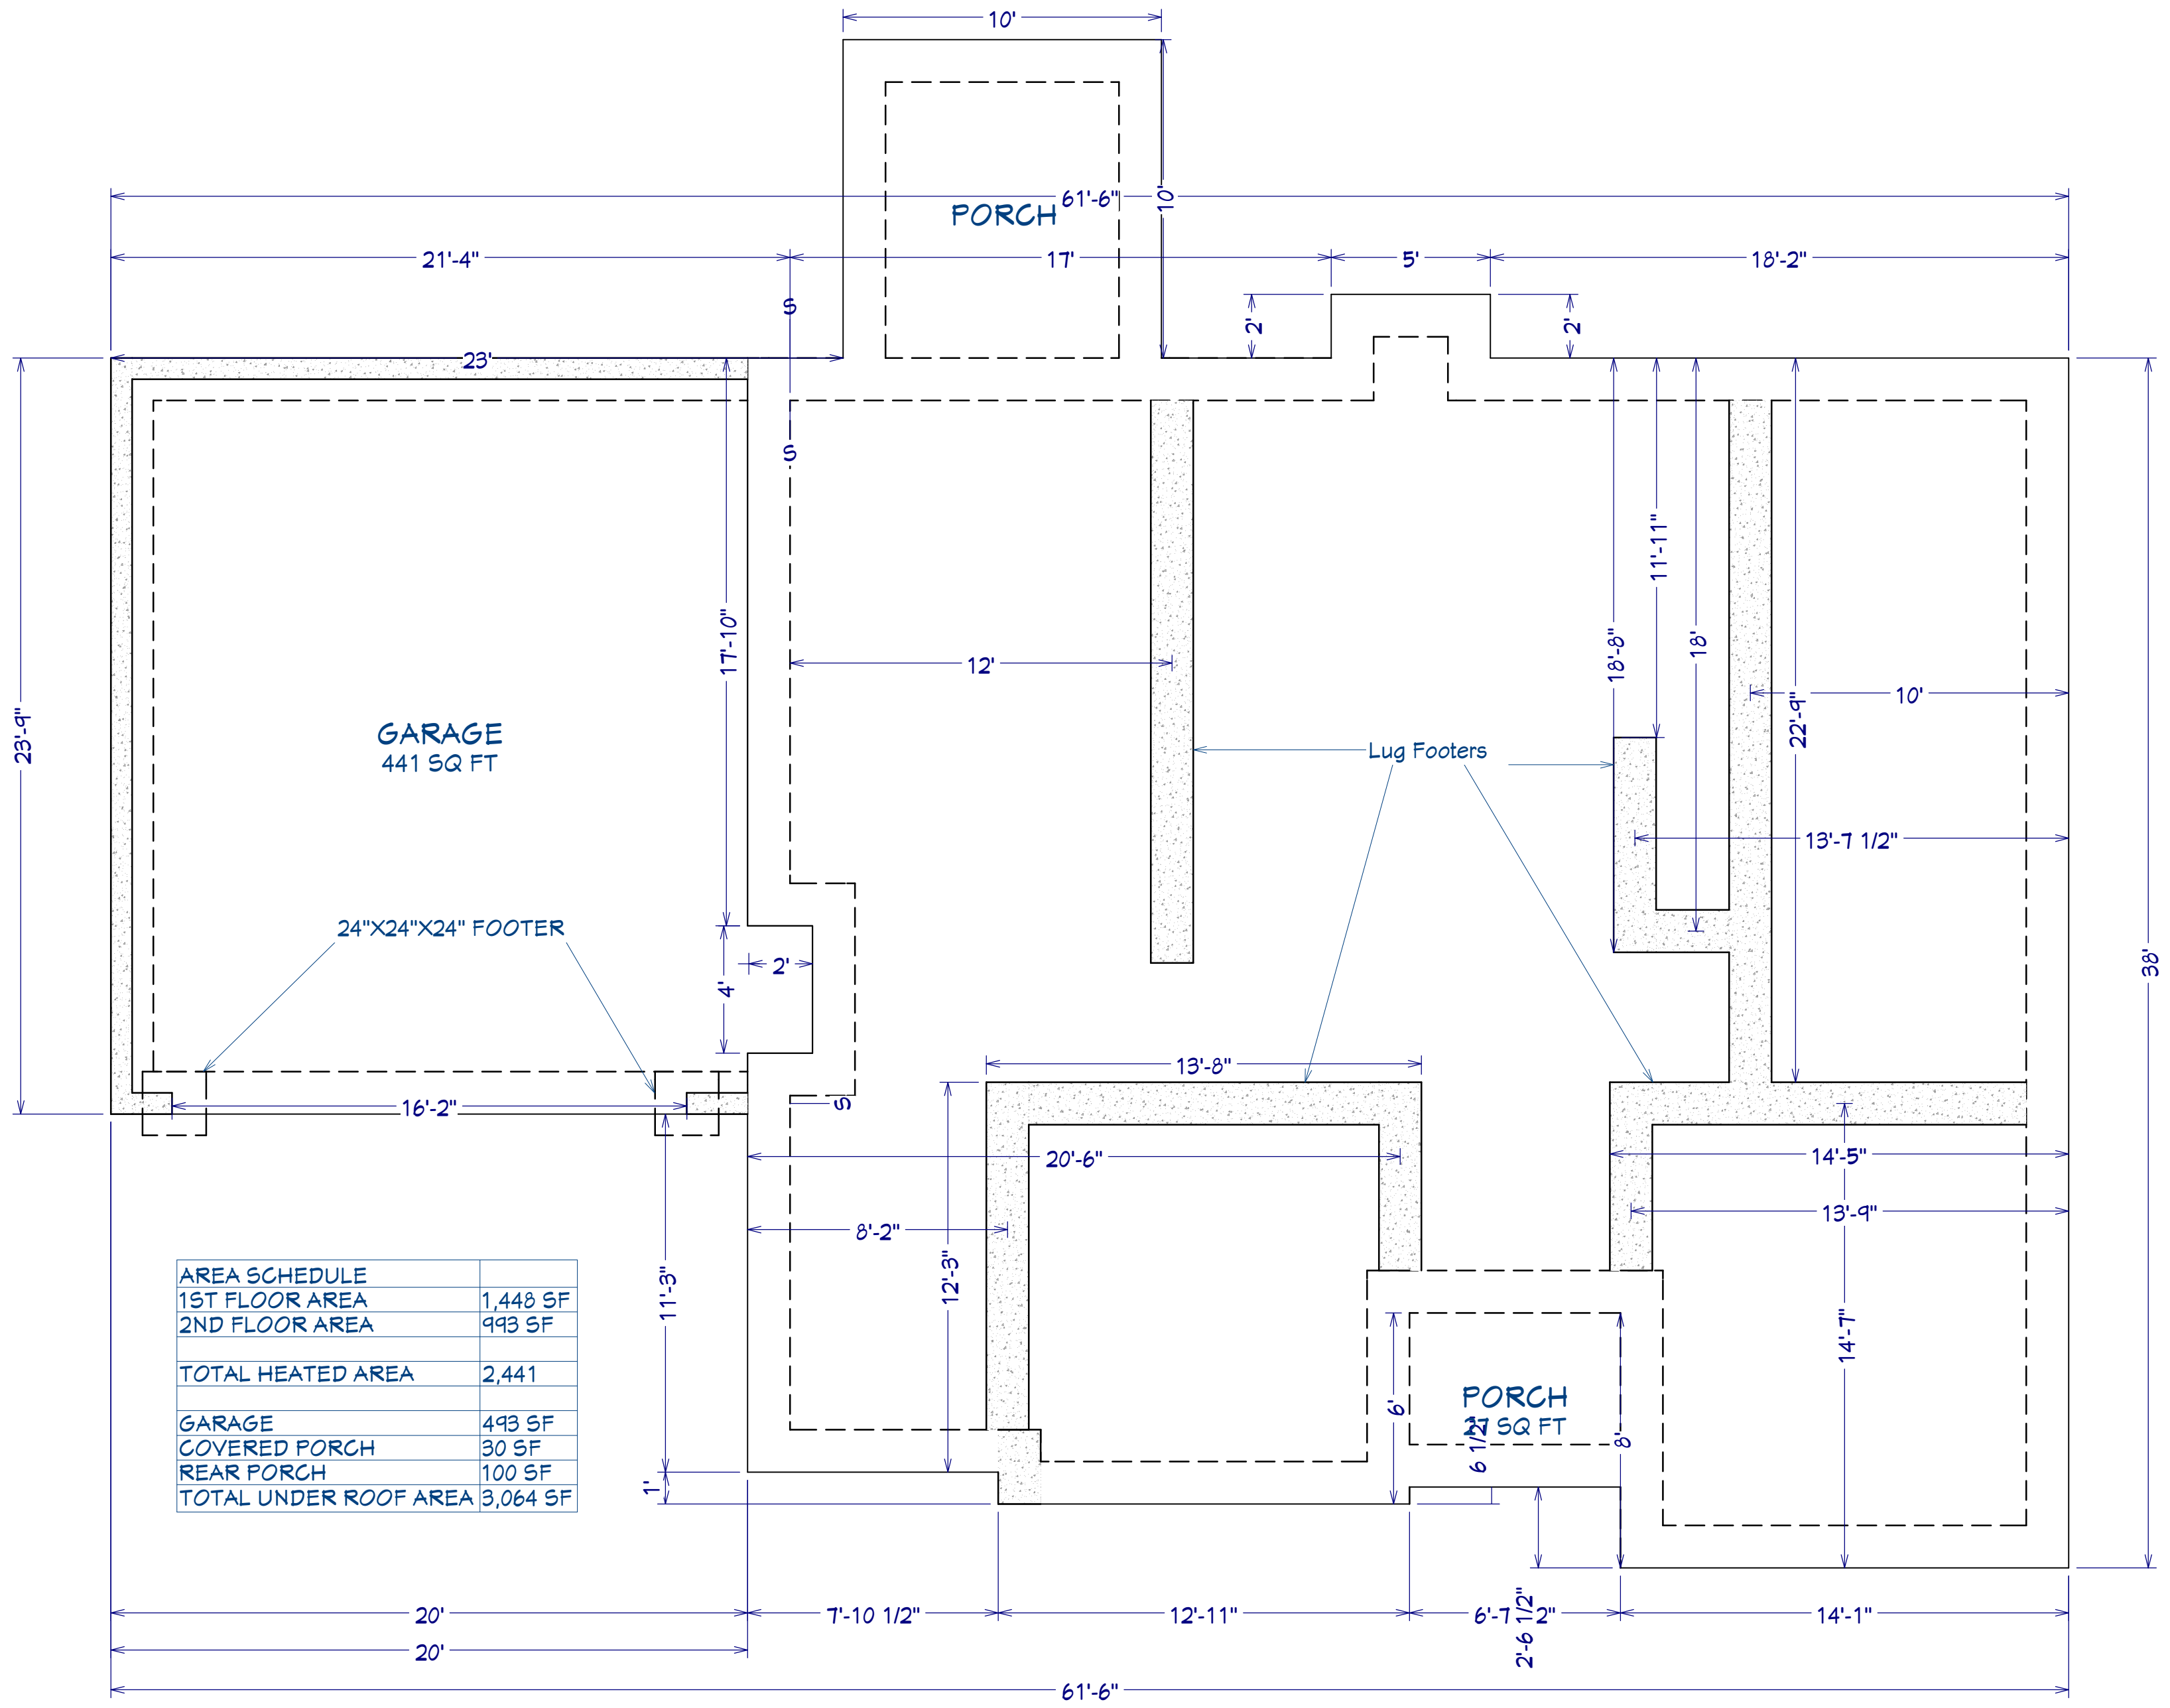 10'
61'-6"
10'
PORCH
21'-4"
17'
5'
18'-2"
S
2'
2'
23'
S
11'-11"
17'-10"
18'-8"
18'
12'
10'
22'-9"
23'-9"
GARAGE
441 SQ FT
Lug Footers
13'-7 1/2"
24"X24"X24" FOOTER
2'
4'
38'
13'-8"
16'-2"
S
20'-6"
14'-5"
13'-9"
8'-2"
12'-3"
11'-3"
14'-7"
AREA SCHEDULE
1ST FLOOR AREA 1,448 SF
2ND FLOOR AREA 993 SF
TOTAL HEATED AREA 2,441
GARAGE 493 SF
COVERED PORCH 30 SF
REAR PORCH 100 SF
TOTAL UNDER ROOF AREA 3,064 SF
6'
PORCH
SQ FT
6 1/2"
8'
1'
20'
7'-10 1/2"
12'-11"
14'-1"
2'-6 1/2"
20'
61'-6"